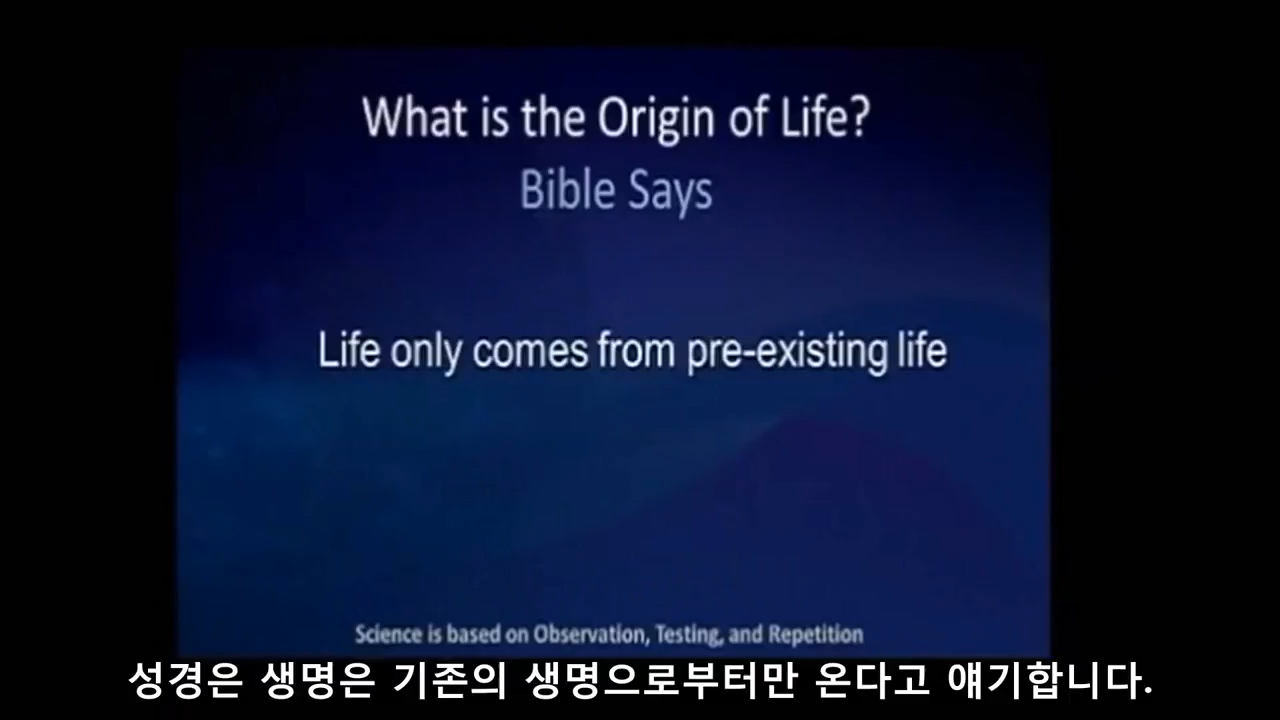 What is the Origin of Life?
Bible Says
Life only comes from pre-existing life
Science is based on Observation, Testing, and Repetition
성경은 생명은 기존의 생명으로부터만 온다고 얘기합니다.